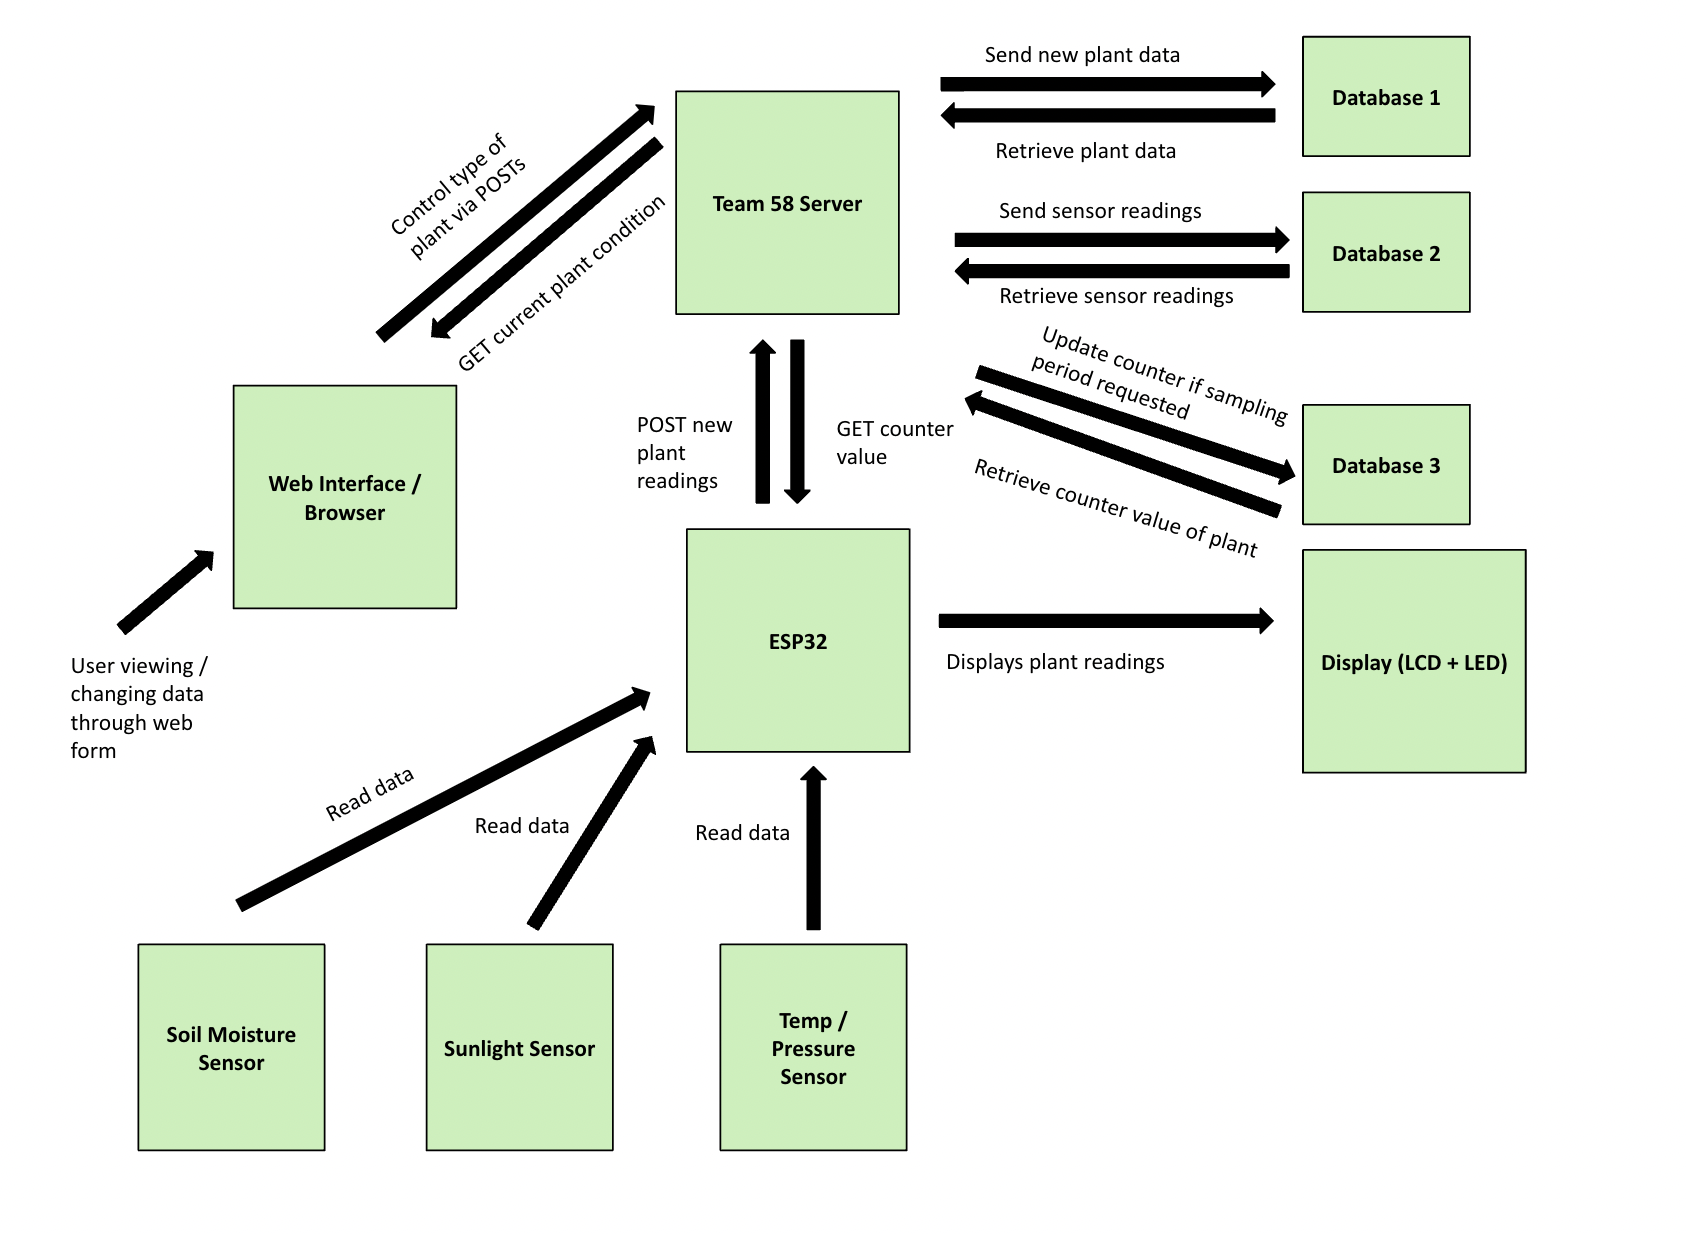 Send new plant data
Database 1
Retrieve plant data
Control type of
plant via POSTs
Team 58 Server
GET current plant condition
Send sensor readings
Database 2
Retrieve sensor readings
Update counter if sampling
period requested
POST new
plant
readings
GET counter
value
Database 3
Retrieve counter value of plant
Web Interface /
Browser
User viewing /
changing data
through web
form
ESP32
Displays plant readings
Display (LCD + LED)
Read data
Read data
Read data
Soil Moisture
Sensor
Sunlight Sensor
Temp /
Pressure
Sensor